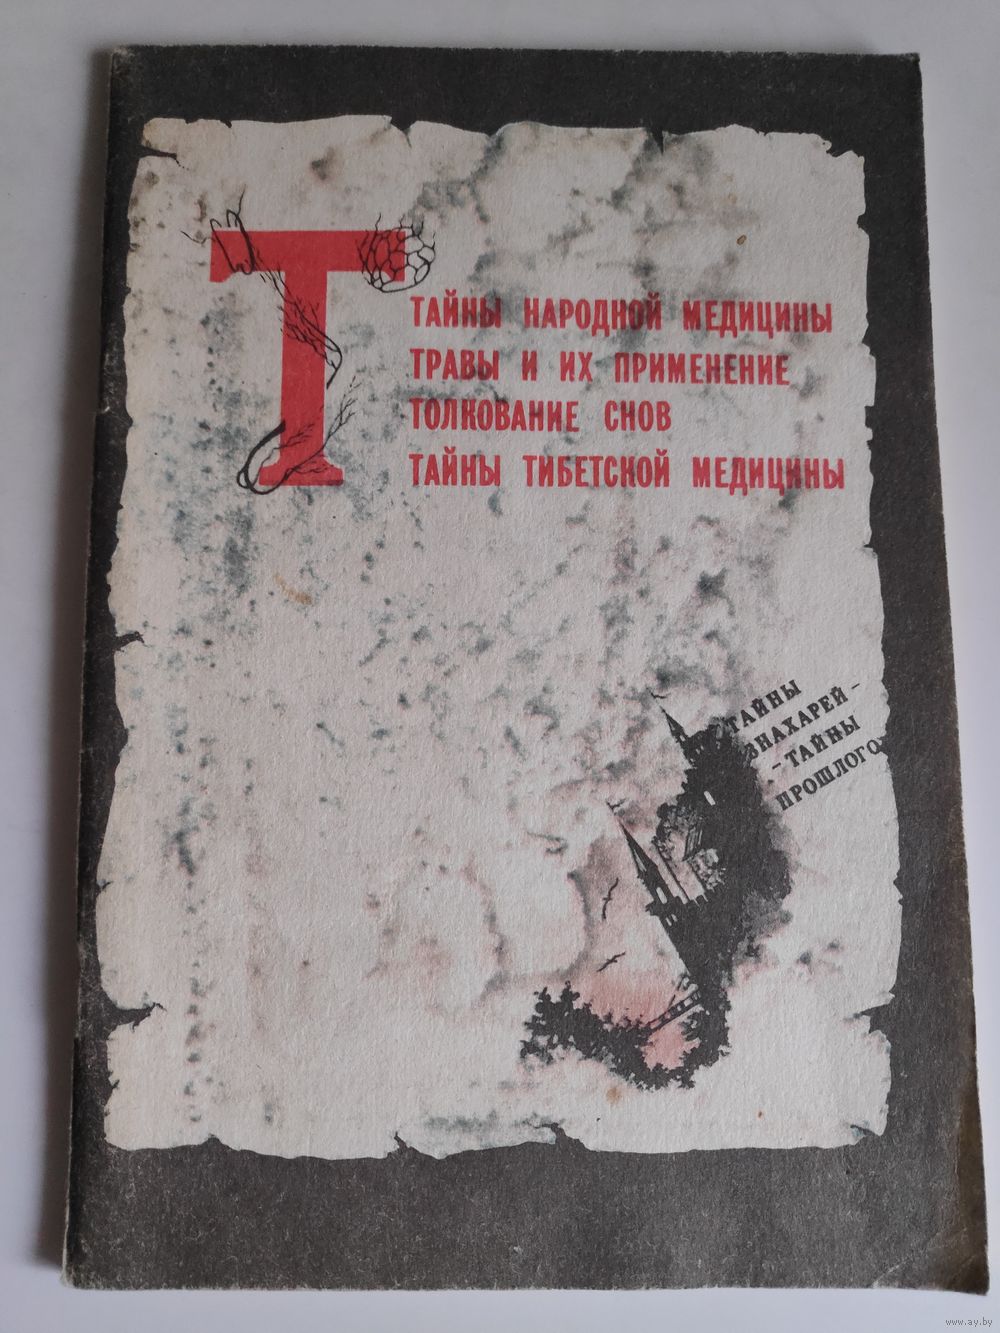 Т
ТАЙНЫ НАРОДНОЙ МЕДИЦИНЫ
ТРАВЫ И ИХ ПРИМЕНЕНИЕ
ТОЛКОВАНИЕ СНОВ
ТАЙНЫ ТИБЕТСКОЙ МЕДИЦИНЫ
ТАЙНЫ
ЗНАХАРЕЙ -
- ТАЙНЫ
ПРОШЛОГО
www.ay.by